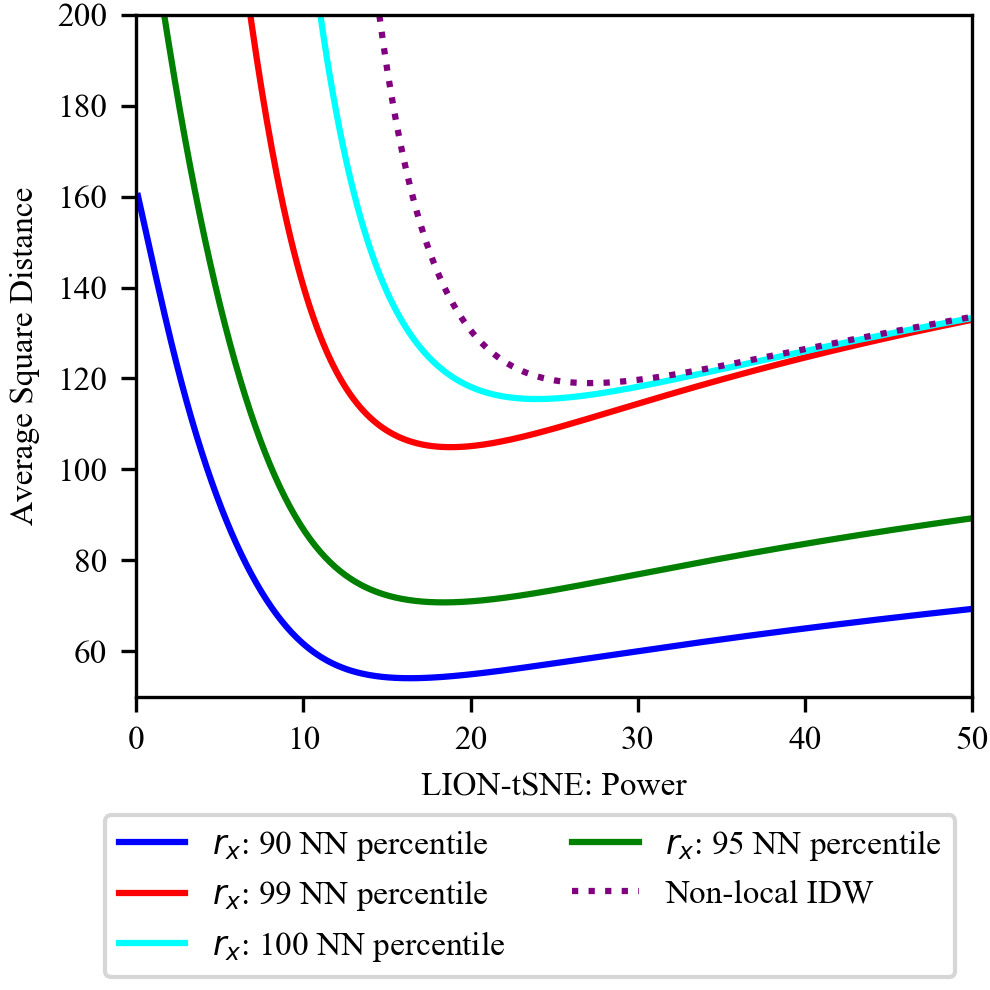 200
180
160
140
120
100
80
60
Average Square Distance
0 10 20 30 40 50
LION-tSNE: Power
r_x: 90 NN percentile
r_x: 99 NN percentile
r_x: 100 NN percentile
r_x: 95 NN percentile
Non-local IDW